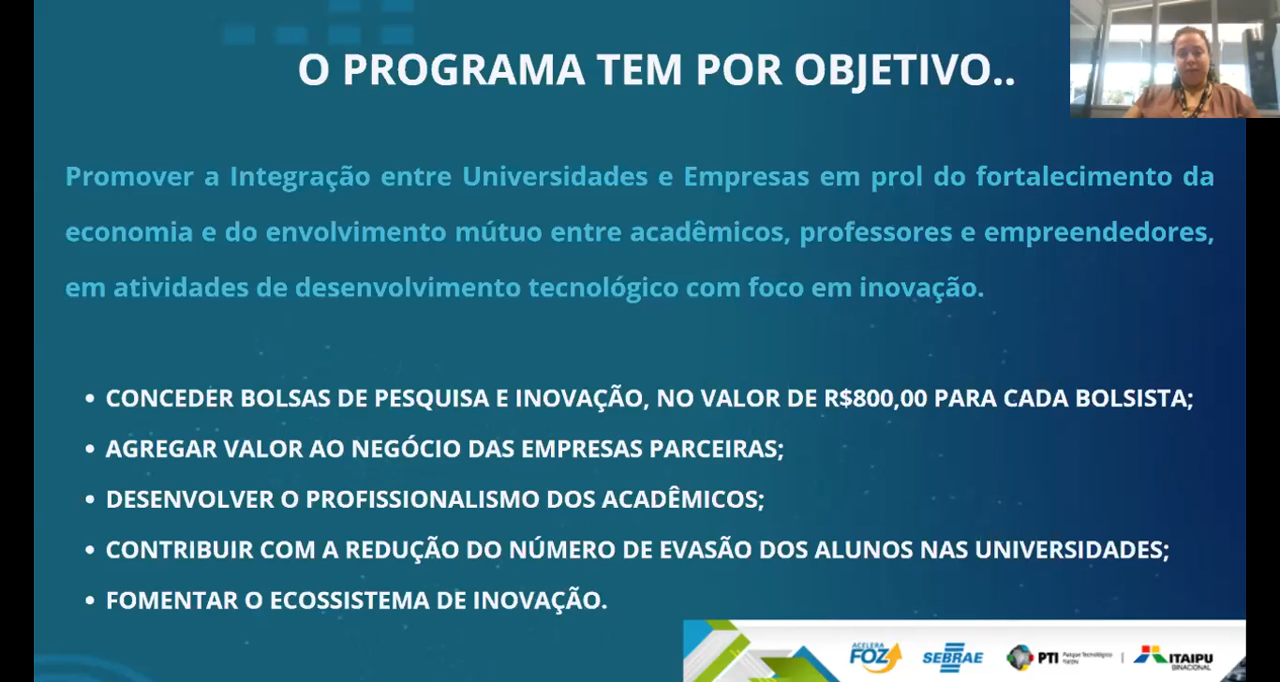 O PROGRAMA TEM POR OBJETIVO..
Promover a Integração entre Universidades e Empresas em prol do fortalecimento da
economia e do envolvimento mútuo entre acadêmicos, professores e empreendedores,
em atividades de desenvolvimento tecnológico com foco em inovação.
• CONCEDER BOLSAS DE PESQUISA E INOVAÇÃO, NO VALOR DE R$800,00 PARA CADA BOLSISTA;
• AGREGAR VALOR AO NEGÓCIO DAS EMPRESAS PARCEIRAS;
• DESENVOLVER O PROFISSIONALISMO DOS ACADÊMICOS;
• CONTRIBUIR COM A REDUÇÃO DO NÚMERO DE EVASÃO DOS ALUNOS NAS UNIVERSIDADES;
• FOMENTAR O ECOSSISTEMA DE INOVAÇÃO.
ACELERA
FOZ
SEBRAE
PTI
Parque Tecnológico
Itaipu
ITAIPU
BINACIONAL